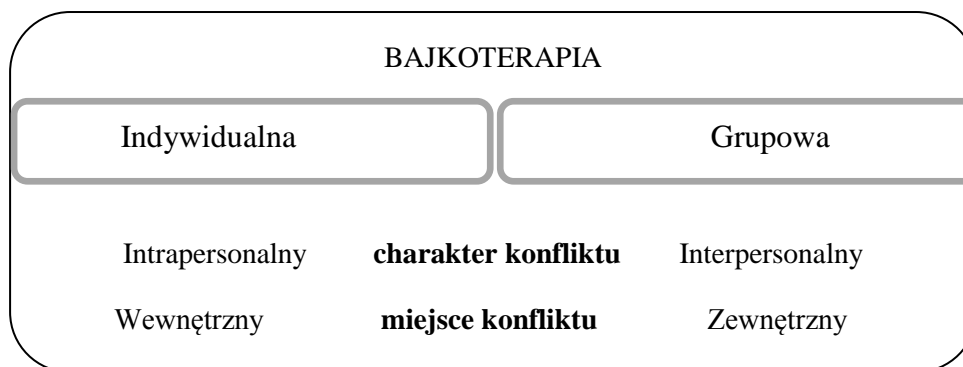 BAJKOTERAPIA
Indywidualna Grupowa
Intrapersonalny charakter konfliktu Interpersonalny
Wewnętrzny miejsce konfliktu Zewnętrzny